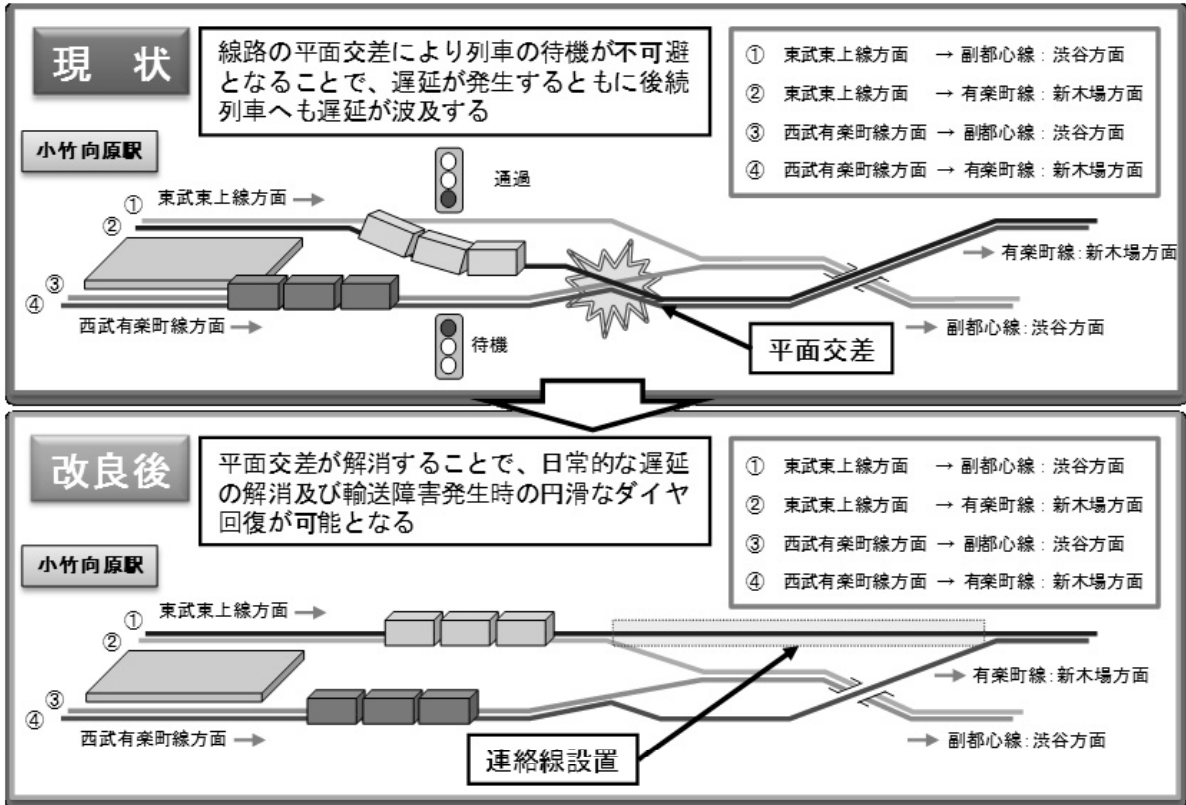 現 状
線路の平面交差により列車の待機が不可避
となることで、遅延が発生するともに後続
列車へも遅延が波及する
① 東武東上線方面 → 副都心線：渋谷方面
② 東武東上線方面 → 有楽町線：新木場方面
③ 西武有楽町線方面 → 副都心線：渋谷方面
④ 西武有楽町線方面 → 有楽町線：新木場方面
小竹向原駅
通過
東武東上線方面 →
①
②
→ 有楽町線：新木場方面
③
④
西武有楽町線方面 →
→ 副都心線：渋谷方面
待機
平面交差
改良後
平面交差が解消することで、日常的な遅延
の解消及び輸送障害発生時の円滑なダイヤ
回復が可能となる
① 東武東上線方面 → 副都心線：渋谷方面
② 東武東上線方面 → 有楽町線：新木場方面
③ 西武有楽町線方面 → 副都心線：渋谷方面
④ 西武有楽町線方面 → 有楽町線：新木場方面
小竹向原駅
東武東上線方面 →
①
②
→ 有楽町線：新木場方面
③
④
西武有楽町線方面 →
→ 副都心線：渋谷方面
連絡線設置